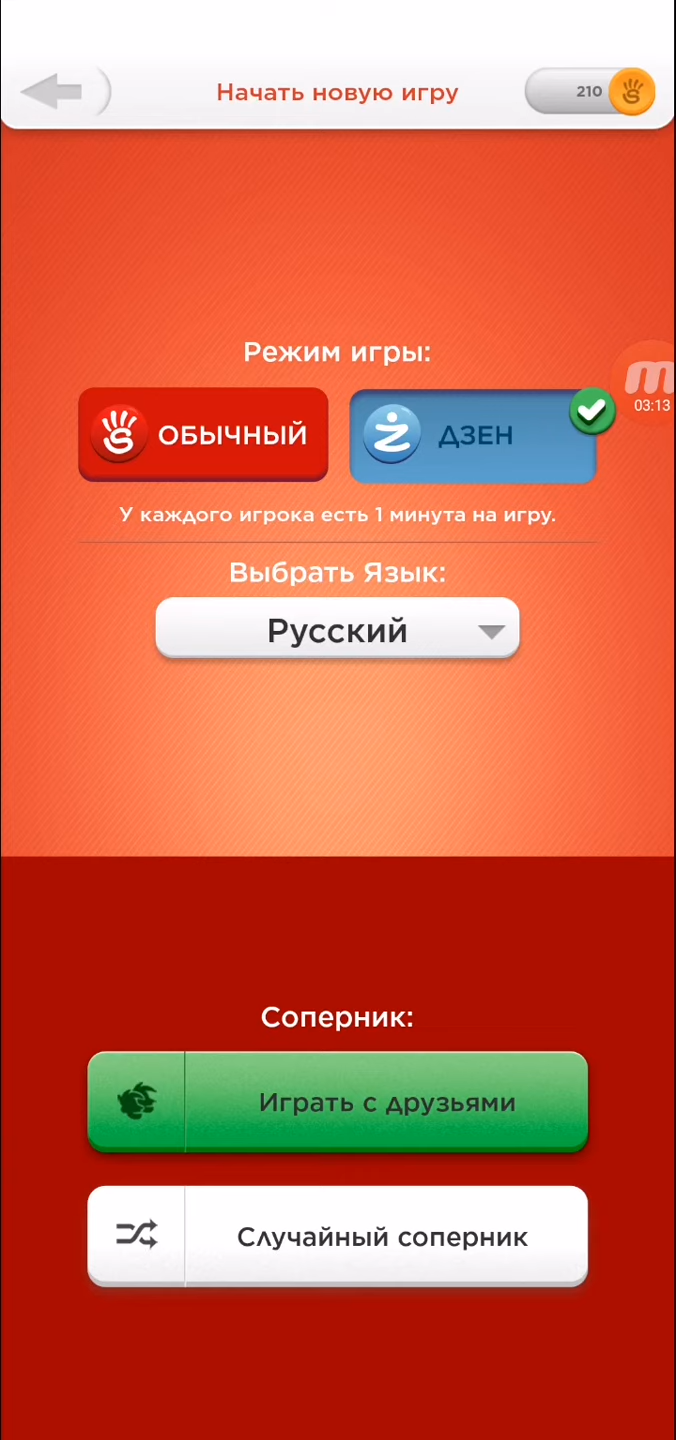 Начать новую игру
210
Режим игры:
ОБЫЧНЫЙ
ДЗЕН
03:13
У каждого игрока есть 1 минута на игру.
Выбрать Язык:
Русский
Соперник:
Играть с друзьями
Случайный соперник